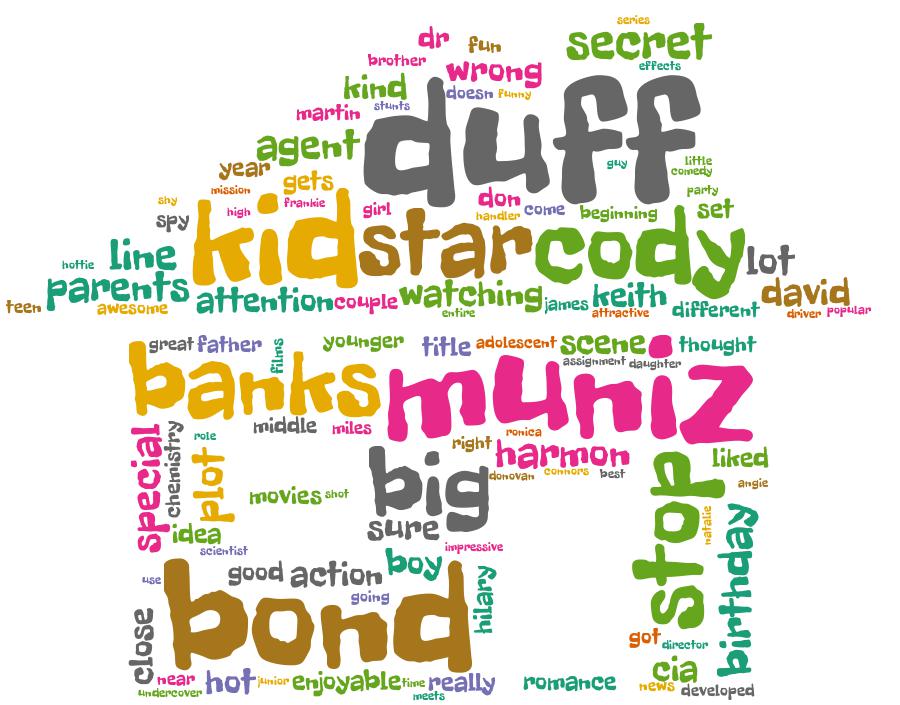 series
dr fun secret
brother wrong effects
kind doesn funny
martin stunts duff
agent guy little
year gets comedy
mission don party
shy high frankie girl handler come beginning set
spy kid star cody
hottie line lot
parents attention couple watching james keith david
teen awesome entire attractive different driver popular
great father films younger title adolescent scene thought
banks muniz assignment daughter
special chemistry role middle miles right ronica harmon liked
plot big donovan connors best stop angie
movies shot
idea sure natalie birthday
scientist boy impressive
use good action
bond going hilary
close got director
near hot junior enjoyable time really romance cia
undercover meets news developed